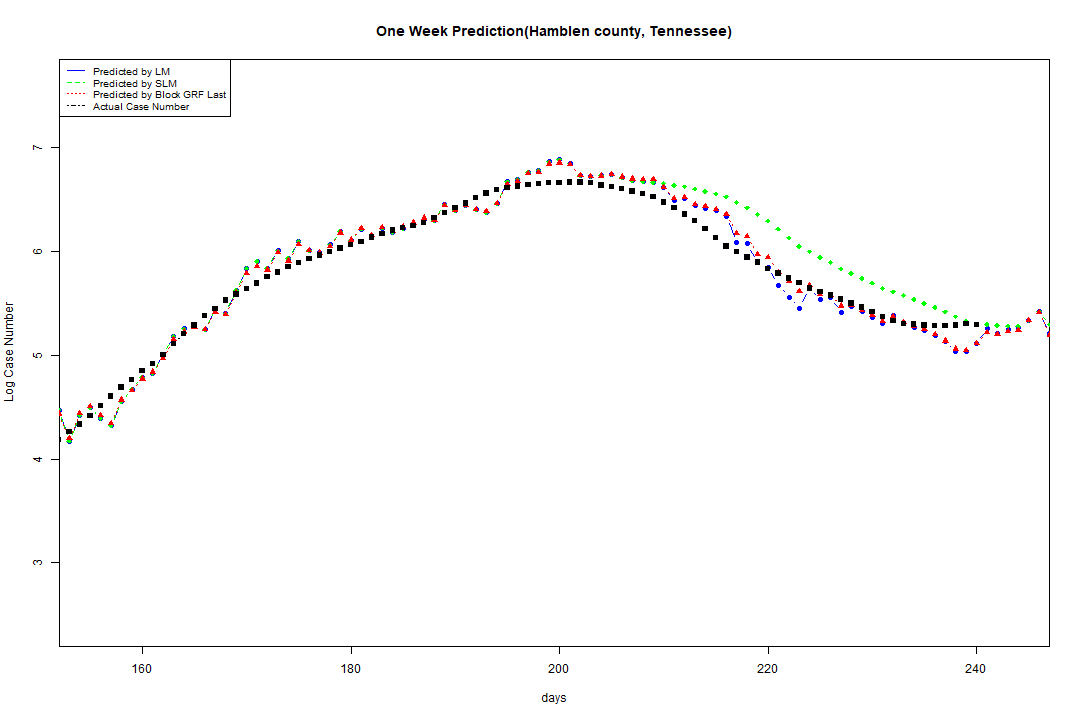 One Week Prediction(Hamblen county, Tennessee)
Predicted by LM
Predicted by SLM
Predicted by Block GRF Last
Actual Case Number
7
6
5
4
3
Log Case Number
160 180 200 220 240
days